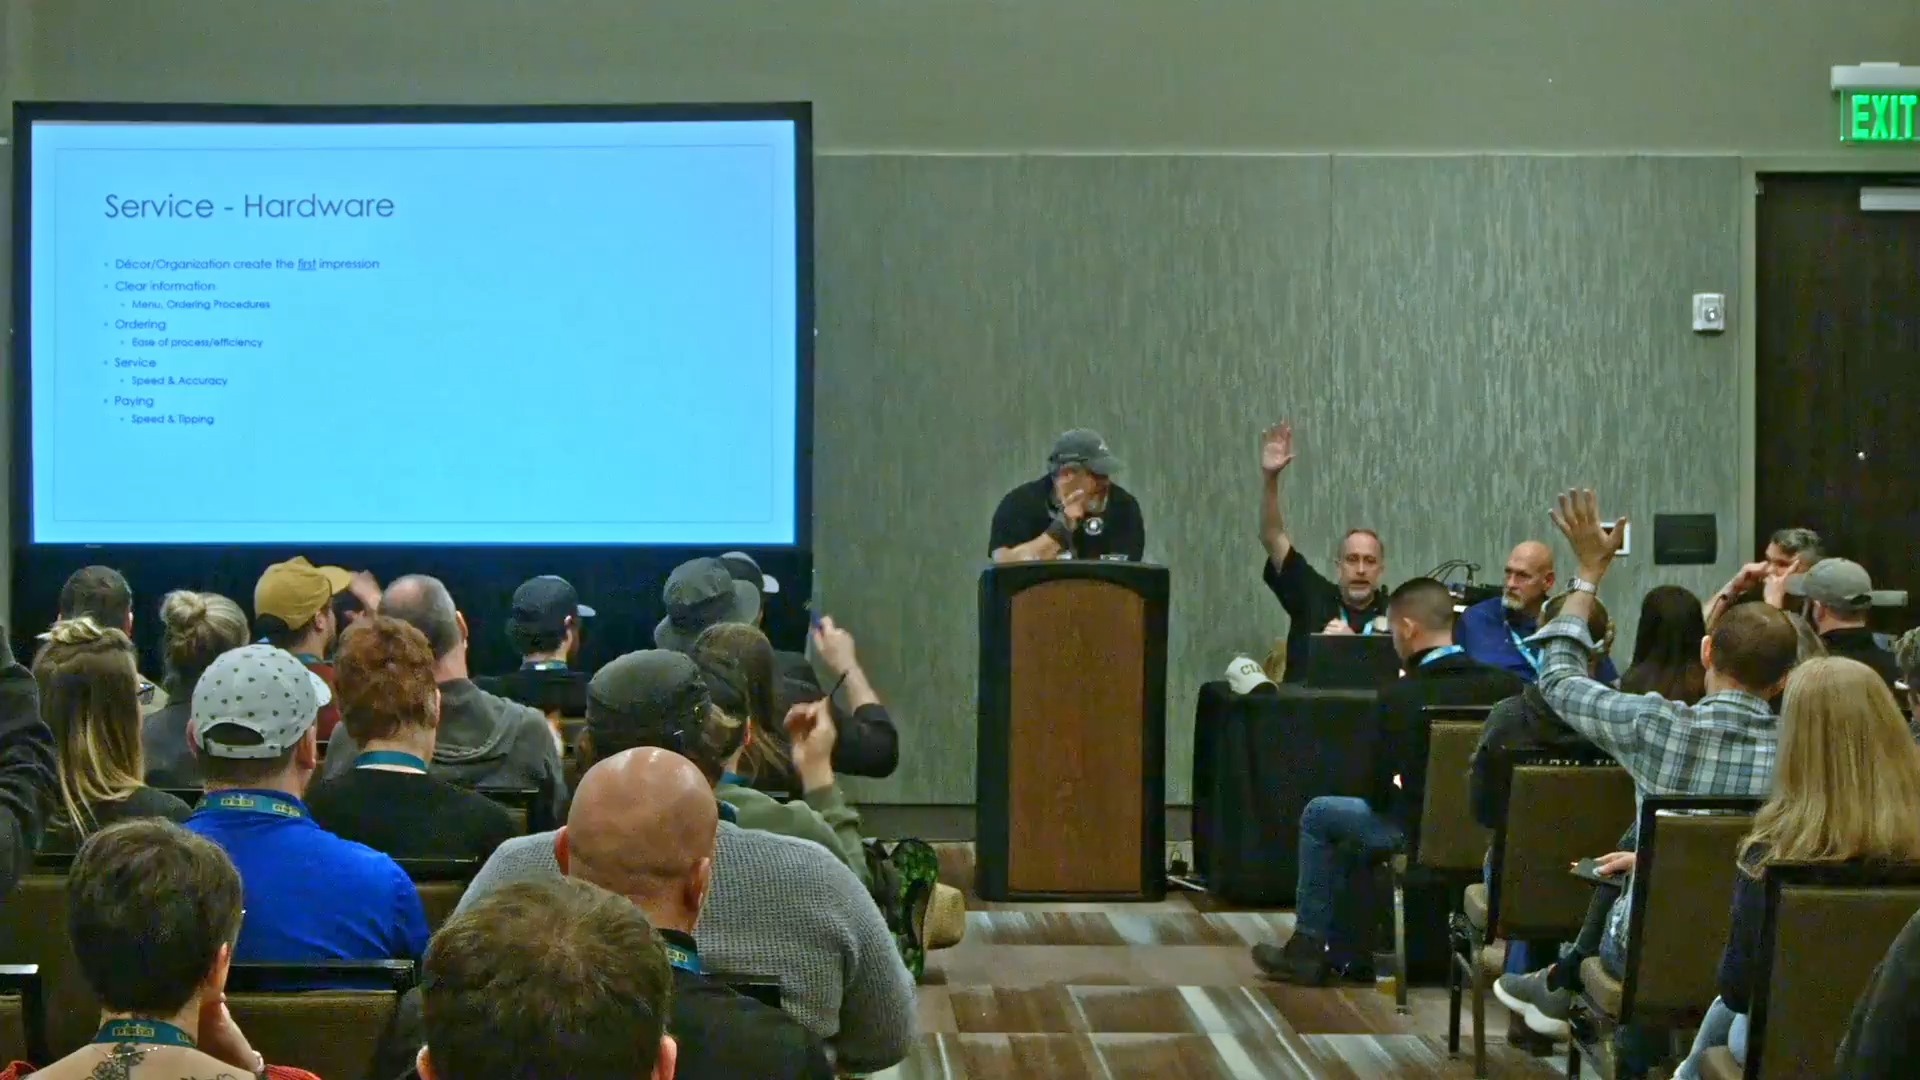 EXIT
Service - Hardware
Décor/Organization create the first impression
Clear information
Menu, Ordering Procedures
Ordering
Ease of process/efficiency
Service
Speed & Accuracy
Paying
Speed & Tipping